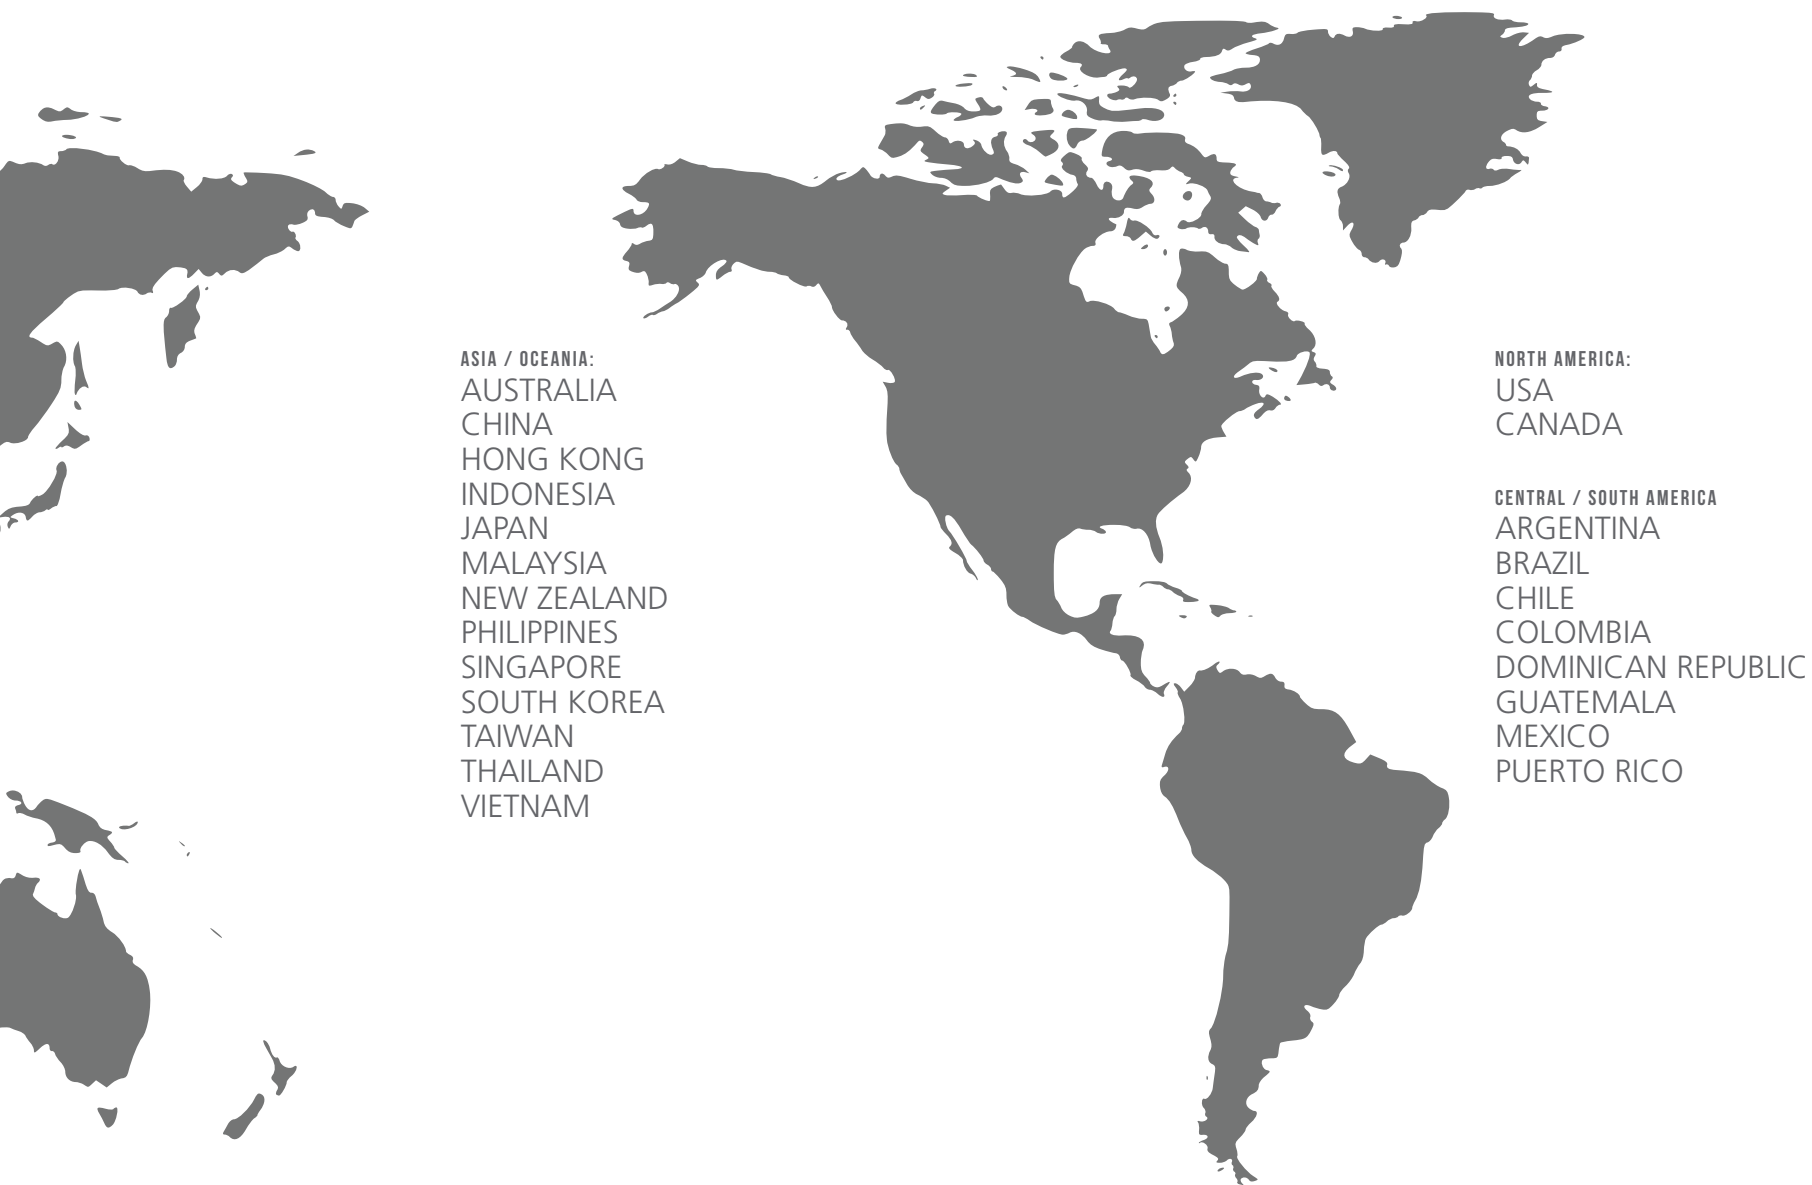 ASIA / OCEANIA:
AUSTRALIA
CHINA
HONG KONG
INDONESIA
JAPAN
MALAYSIA
NEW ZEALAND
PHILIPPINES
SINGAPORE
SOUTH KOREA
TAIWAN
THAILAND
VIETNAM
NORTH AMERICA:
USA
CANADA
CENTRAL / SOUTH AMERICA
ARGENTINA
BRAZIL
CHILE
COLOMBIA
DOMINICAN REPUBLIC
GUATEMALA
MEXICO
PUERTO RICO